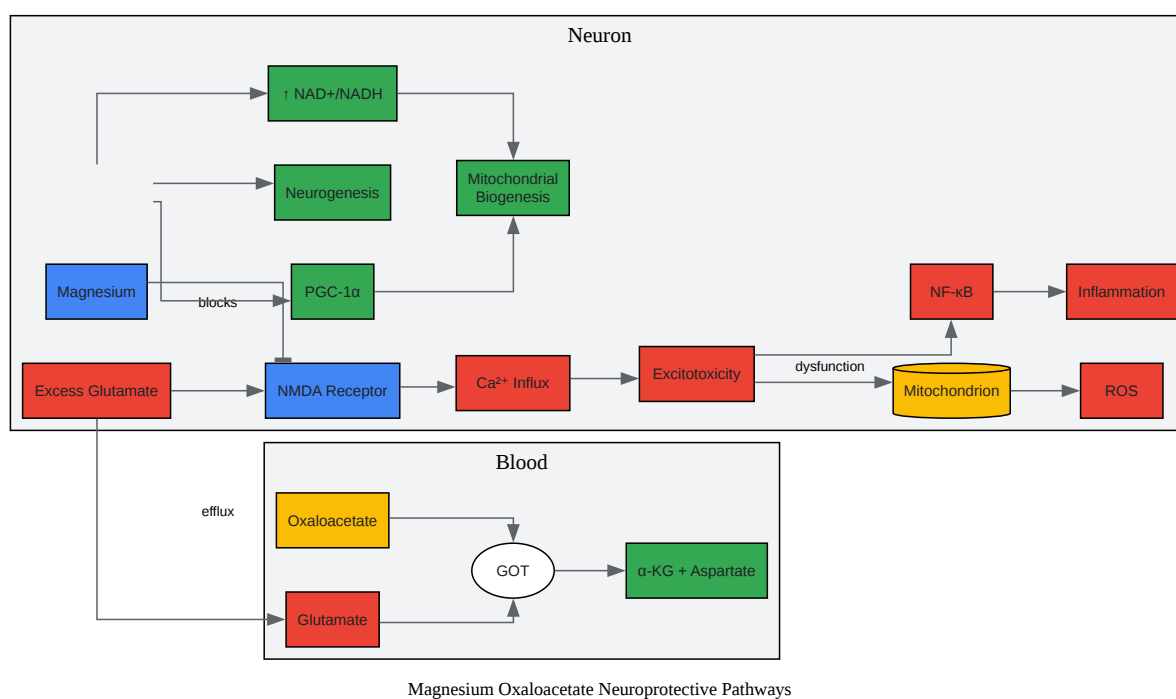 Neuron
↑ NAD+/NADH
Neurogenesis
Mitochondrial
Biogenesis
Magnesium
blocks
PGC-1α
NF-κB
Inflammation
Excess Glutamate
NMDA Receptor
Ca²⁺ Influx
Excitotoxicity
dysfunction
Mitochondrion
ROS
Blood
efflux
Oxaloacetate
GOT
α-KG + Aspartate
Glutamate
Magnesium Oxaloacetate Neuroprotective Pathways